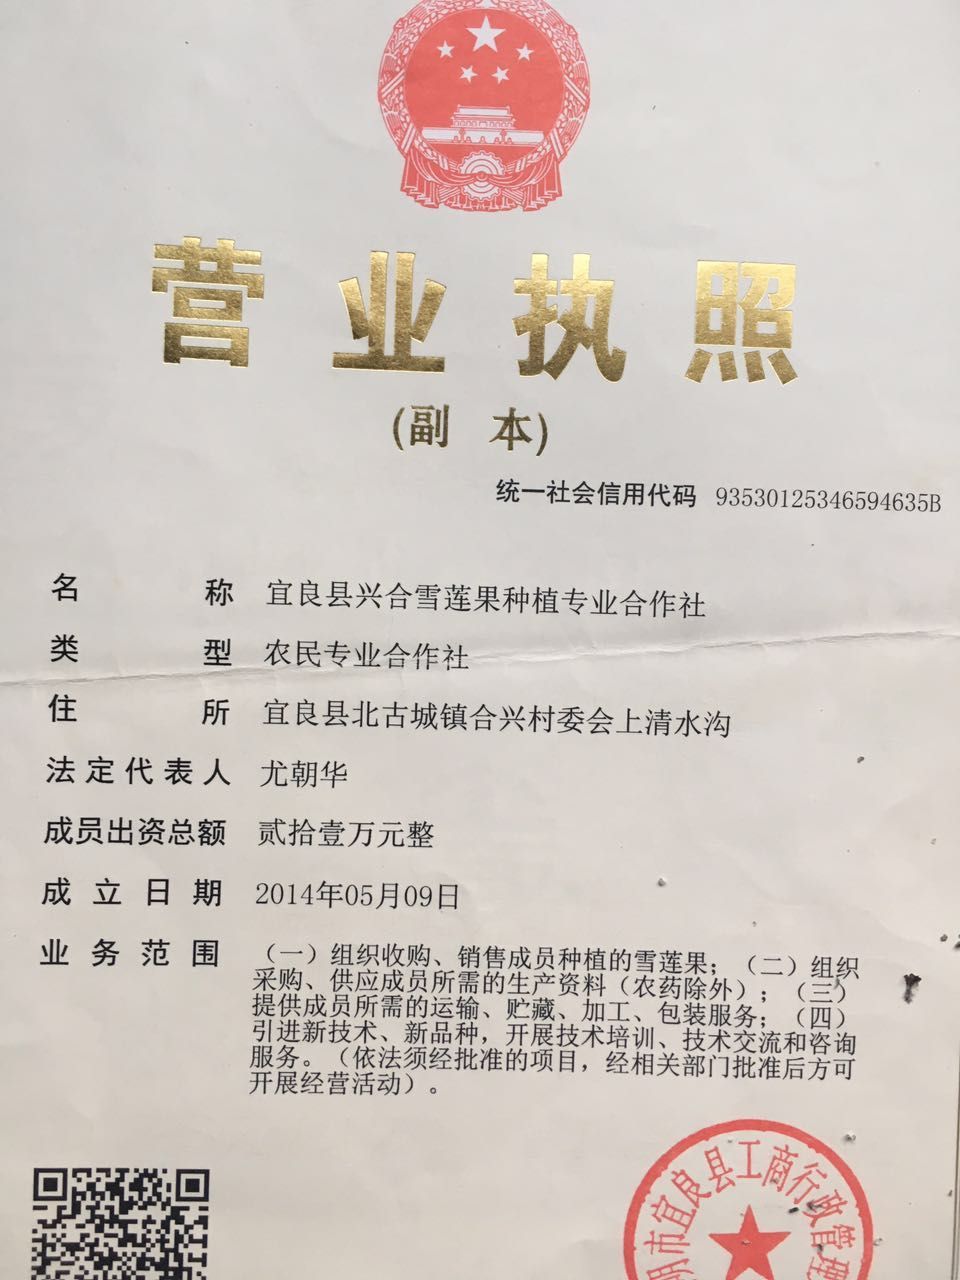 营业执照
(副 本)
统一社会信用代码 93530125346594635B
名称 宜良县兴合雪莲果种植专业合作社
类型 农民专业合作社
住所 宜良县北古城镇合兴村委会上清水沟
法定代表人 尤朝华
成员出资总额 贰拾壹万元整
成立日期 2014年05月09日
业务范围 （一）组织收购、销售成员种植的雪莲果；（二）组织
采购、供应成员所需的生产资料（农药除外）；（三）
提供成员所需的运输、贮藏、加工、包装服务；（四）
引进新技术、新品种，开展技术培训、技术交流和咨询
服务。（依法须经批准的项目，经相关部门批准后方可
开展经营活动）。
市宜良县工商行政管理